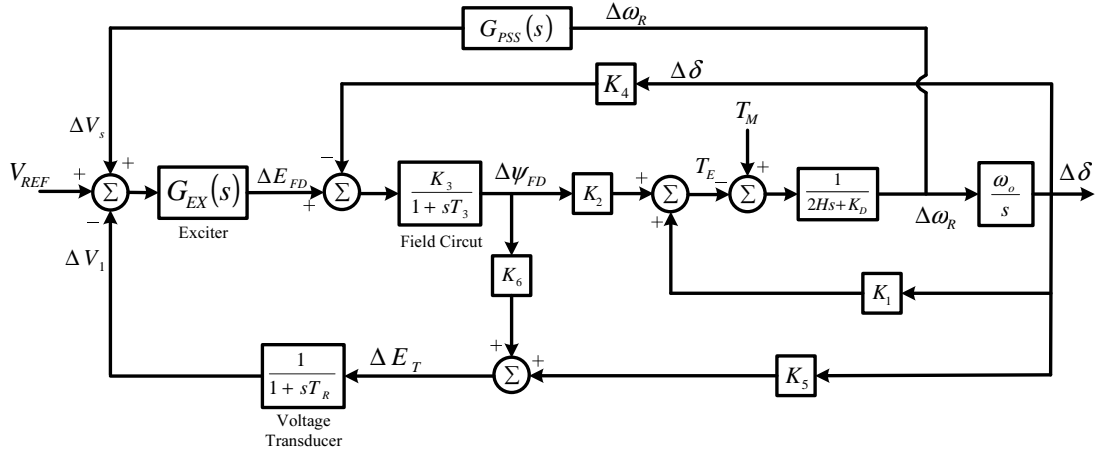 Δω_R
G_PSS(s)
K_4
Δδ
ΔV_s
T_M
V_REF
+
+
−
Σ
G_EX(s)
Exciter
ΔE_FD
−
+
Σ
K_3
1 + sT_3
Field Circut
Δψ_FD
K_2
+
+
Σ
T_E
−
+
Σ
1
2Hs+K_D
Δω_R
ω_o
s
Δδ
ΔV_1
K_6
K_1
+
+
Σ
ΔE_T
K_5
1
1 + sT_R
Voltage
Transducer